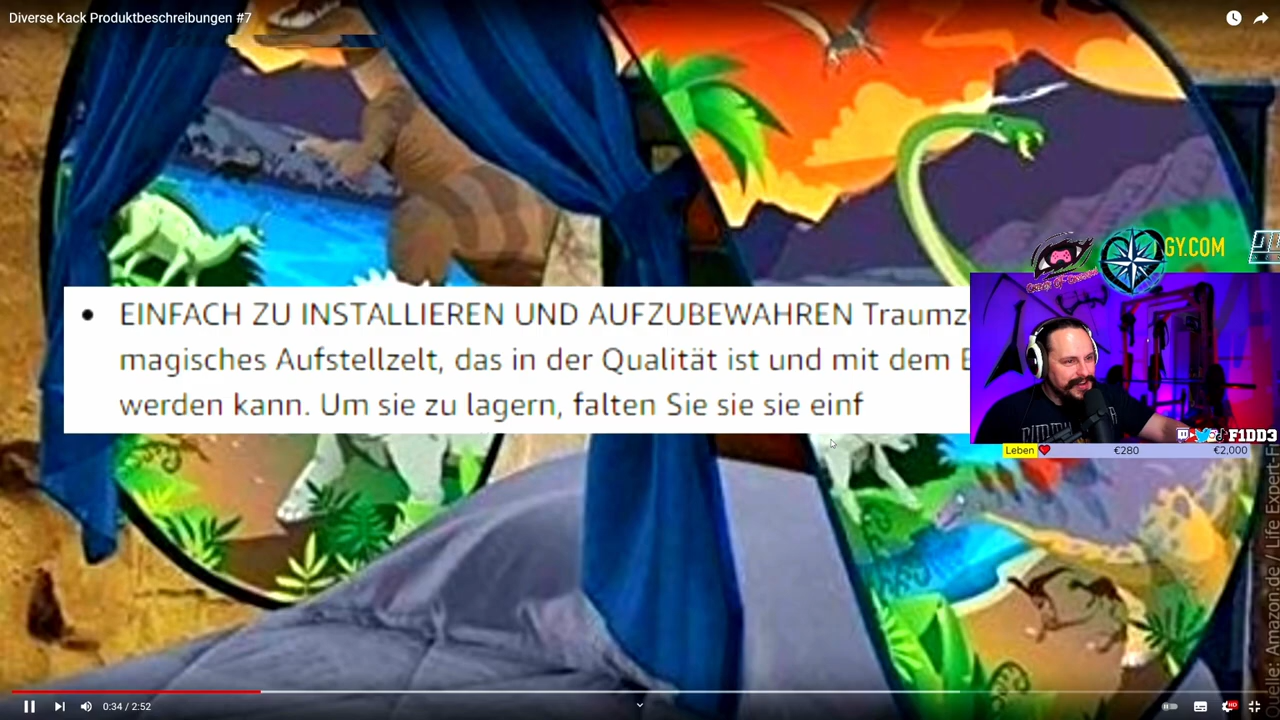 Diverse Kack Produktbeschreibungen #7
GY.COM
EINFACH ZU INSTALLIEREN UND AUFZUBEWAHREN
magisches Aufstellzelt, das in der Qualität ist und mit dem
werden kann. Um sie zu lagern, falten Sie sie sie einf
F1DD3
Leben €280 €2,000
Quelle: Amazon.de / Life Expert-
0:34 / 2:52
HD